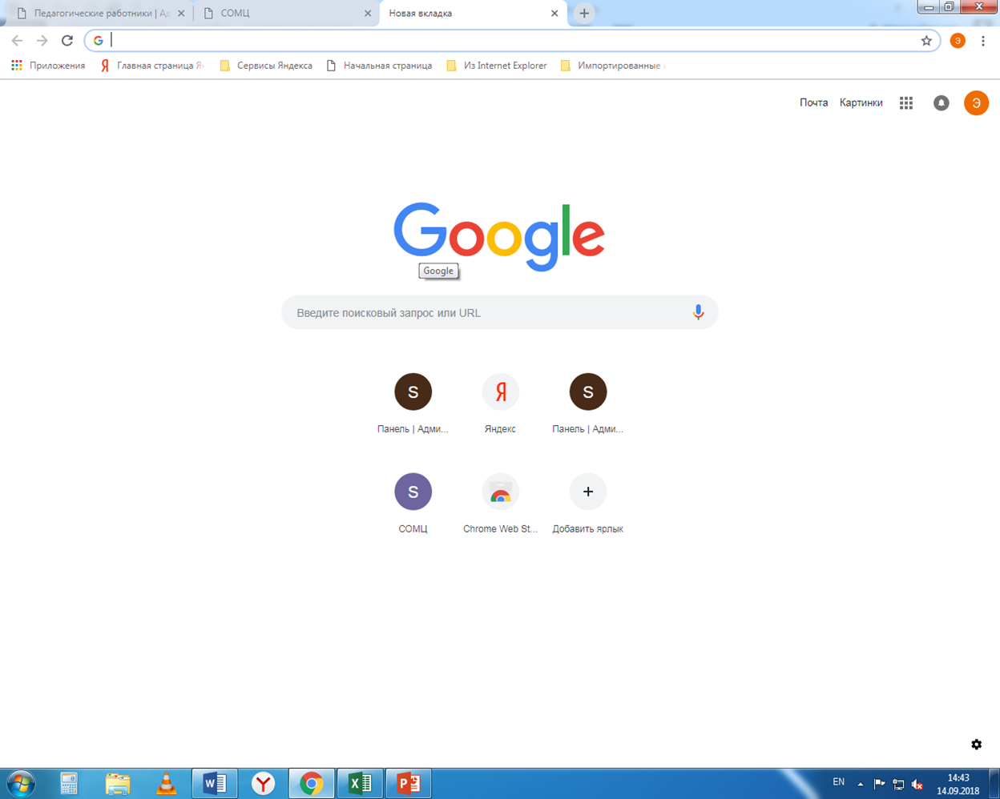 Педагогические работники | Ад
СОМЦ
Новая вкладка
Э
Приложения
Главная страница Ян
Сервисы Яндекса
Начальная страница
Из Internet Explorer
Импортированные
Почта
Картинки
Э
Google
Google
Введите поисковый запрос или URL
S
Я
S
Панель | Адми...
Яндекс
Панель | Адми...
S
СОМЦ
Chrome Web St...
Добавить ярлык
EN
14:43
14.09.2018